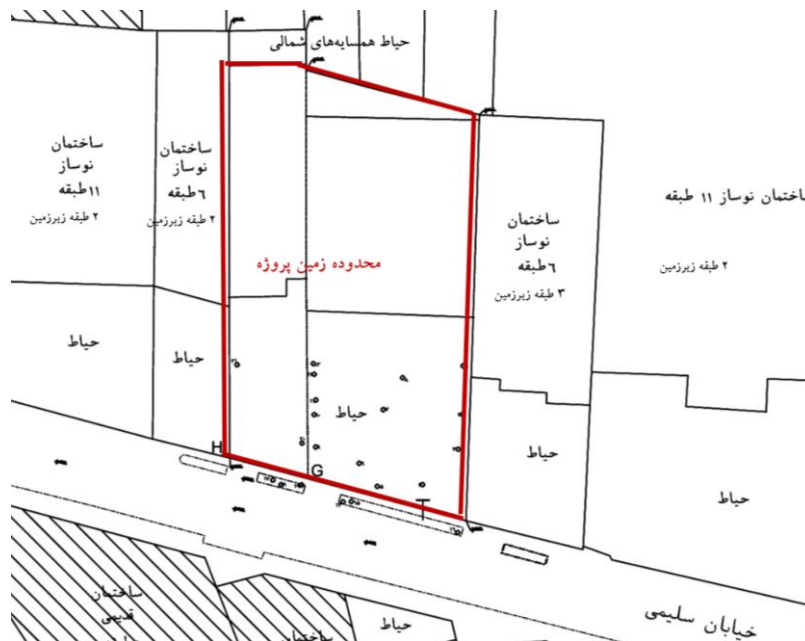 حیاط همسایه‌های شمالی
ساختمان
نوساز
۱۱طبقه
۲ طبقه زیرزمین
ساختمان
نوساز
۶طبقه
۲ طبقه زیرزمین
محدوده زمین پروژه
ساختمان
نوساز
۶طبقه
۳ طبقه زیرزمین
ساختمان نوساز ۱۱ طبقه
۲ طبقه زیرزمین
حیاط
حیاط
حیاط
حیاط
حیاط
H
G
T
خیابان سلیمی
ساختمان
قدیمی
ساختمان
حیاط